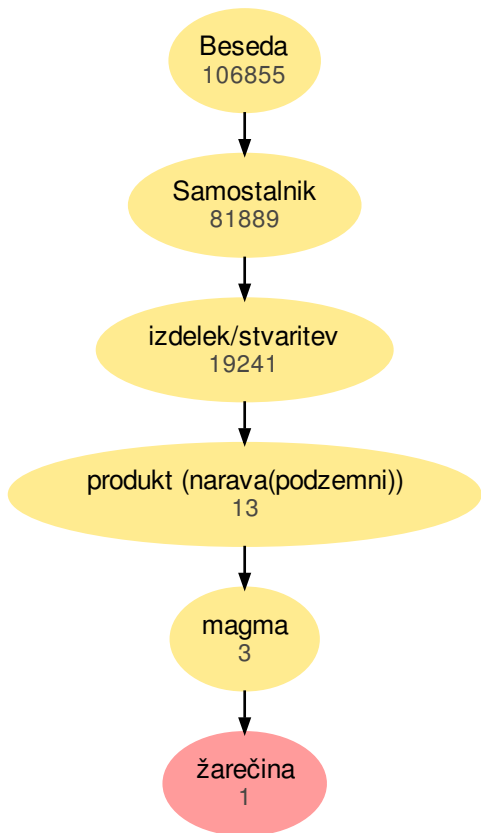 Beseda
106855
Samostalnik
81889
izdelek/stvaritev
19241
produkt (narava(podzemni))
13
magma
3
žarečina
1